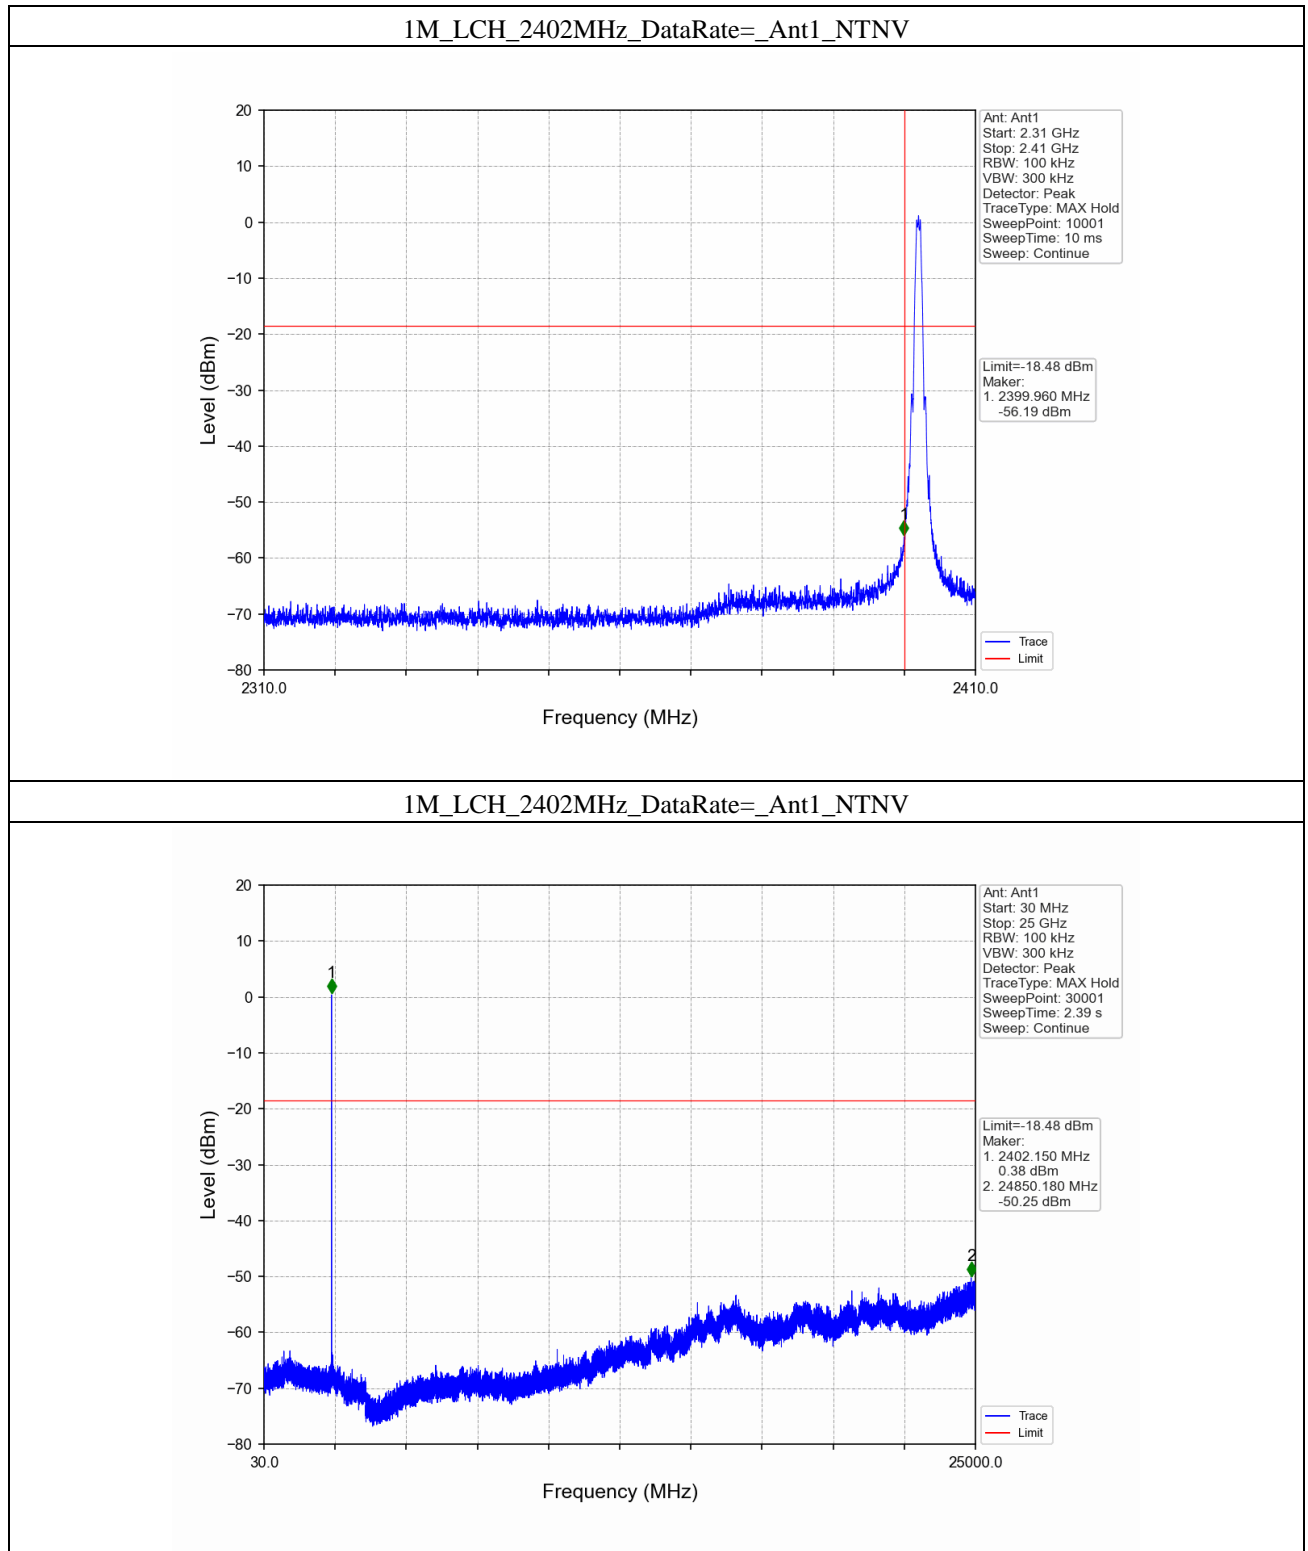 1M_LCH_2402MHz_DataRate=_Ant1_NTNV
20
10
0
−10
−20
−30
−40
−50
−60
−70
−80
Level (dBm)
1
2310.0
2410.0
Frequency (MHz)
Ant: Ant1
Start: 2.31 GHz
Stop: 2.41 GHz
RBW: 100 kHz
VBW: 300 kHz
Detector: Peak
TraceType: MAX Hold
SweepPoint: 10001
SweepTime: 10 ms
Sweep: Continue
Limit=-18.48 dBm
Maker:
1. 2399.960 MHz
-56.19 dBm
Trace
Limit
1M_LCH_2402MHz_DataRate=_Ant1_NTNV
20
10
0
−10
−20
−30
−40
−50
−60
−70
−80
Level (dBm)
1
2
30.0
25000.0
Frequency (MHz)
Ant: Ant1
Start: 30 MHz
Stop: 25 GHz
RBW: 100 kHz
VBW: 300 kHz
Detector: Peak
TraceType: MAX Hold
SweepPoint: 30001
SweepTime: 2.39 s
Sweep: Continue
Limit=-18.48 dBm
Maker:
1. 2402.150 MHz
0.38 dBm
2. 24850.180 MHz
-50.25 dBm
Trace
Limit